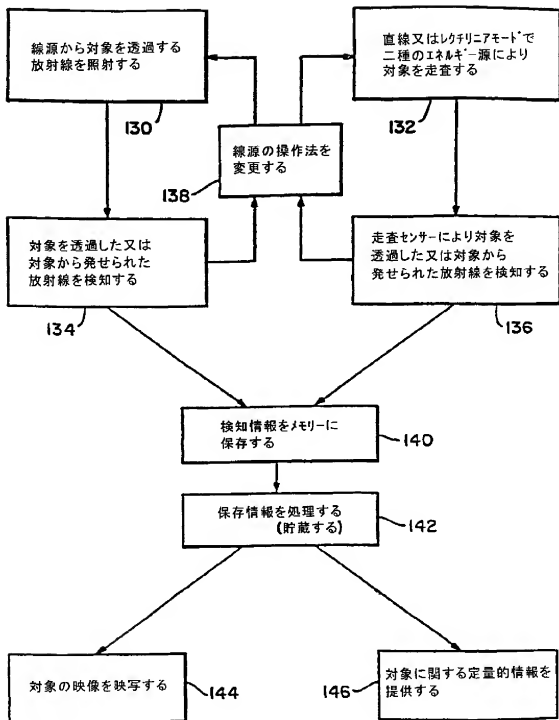 線源から対象を透過する
放射線を照射する
130
直線又はレクチリニアモードで
二種のエネルギー源により
対象を走査する
132
線源の操作法を
変更する
138
対象を透過した又は
対象から発せられた
放射線を検知する
134
走査センサーにより対象を
透過した又は対象から
発せられた放射線を検知する
136
検知情報をメモリーに
保存する
140
保存情報を処理する
(貯蔵する)
142
対象の映像を映写する
144
対象に関する定量的情報を
提供する
146